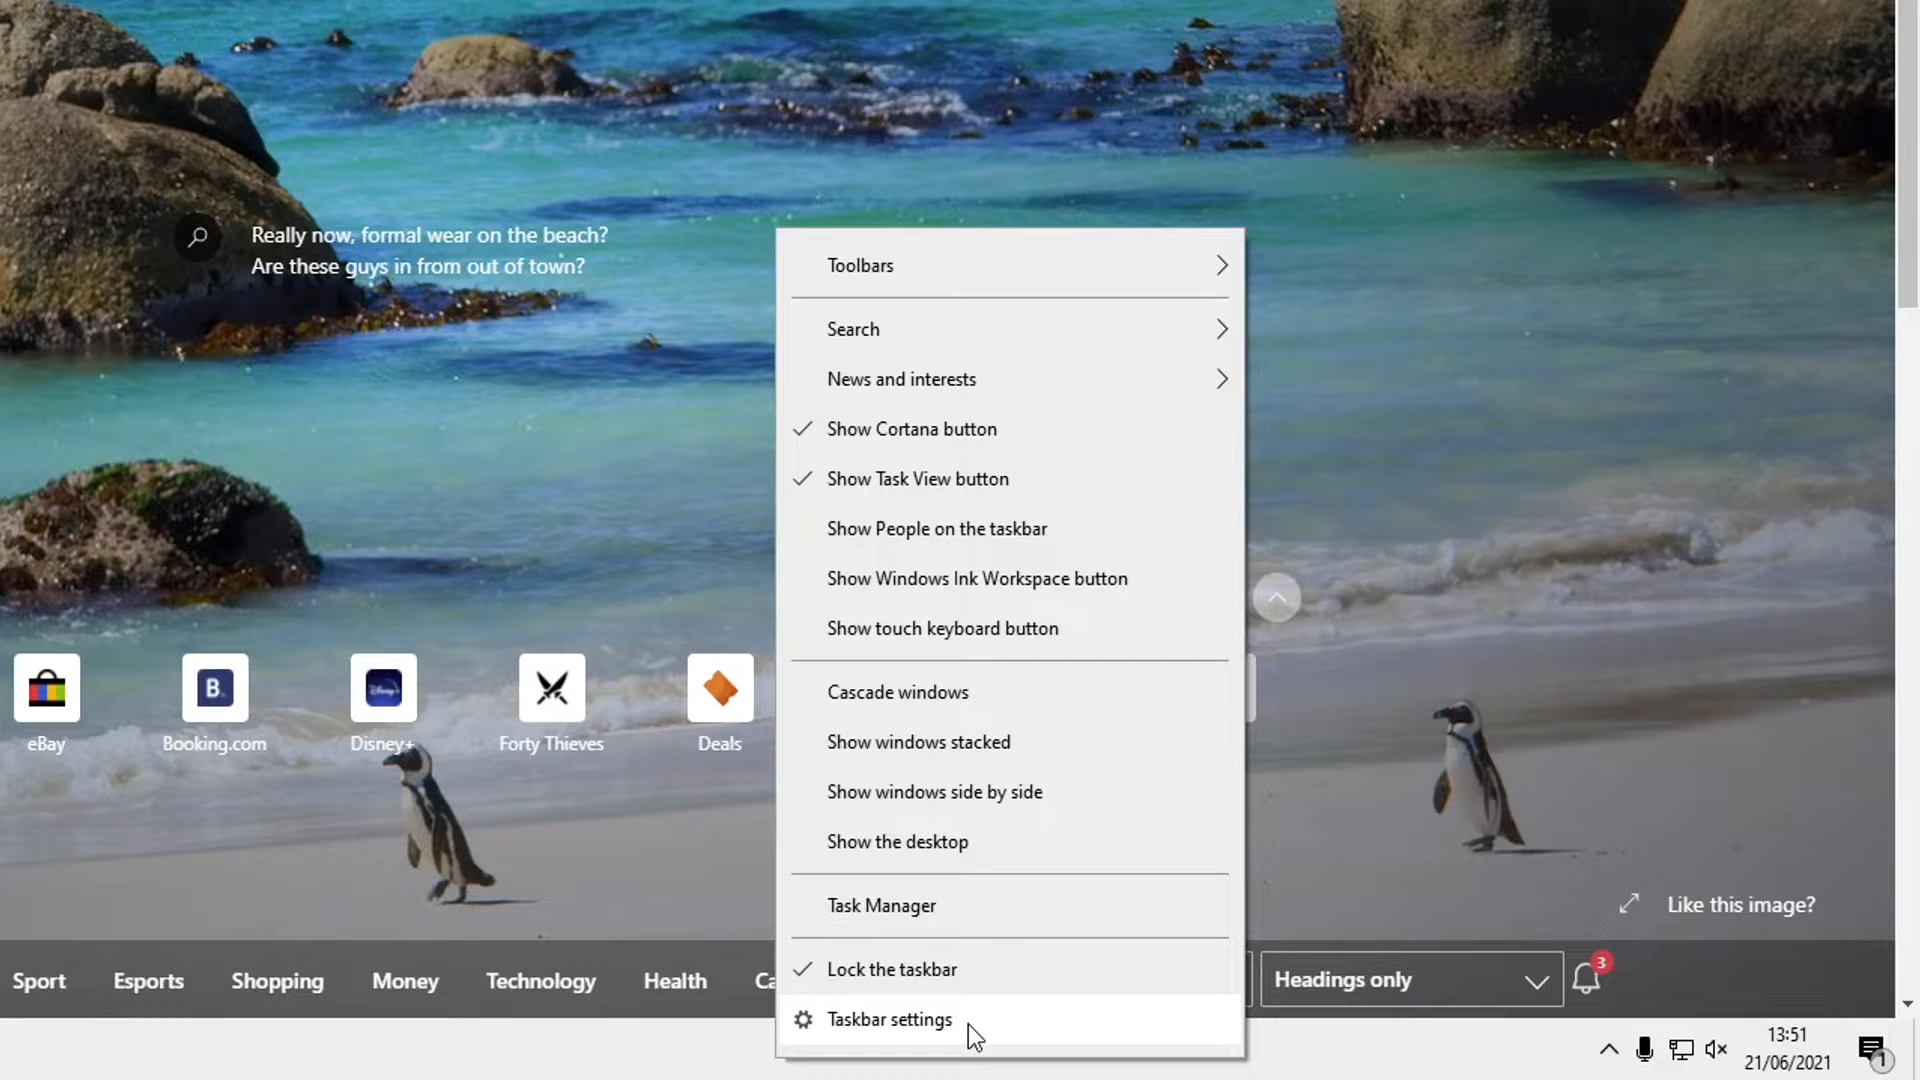 Really now, formal wear on the beach?
Are these guys in from out of town?
Toolbars
Search
News and interests
Show Cortana button
Show Task View button
Show People on the taskbar
Show Windows Ink Workspace button
Show touch keyboard button
Cascade windows
Show windows stacked
Show windows side by side
Show the desktop
Task Manager
Lock the taskbar
Taskbar settings
B.
Disney+
eBay
Booking.com
Disney+
Forty Thieves
Deals
Like this image?
Sport
Esports
Shopping
Money
Technology
Health
Ca
Headings only
3
13:51
21/06/2021
1